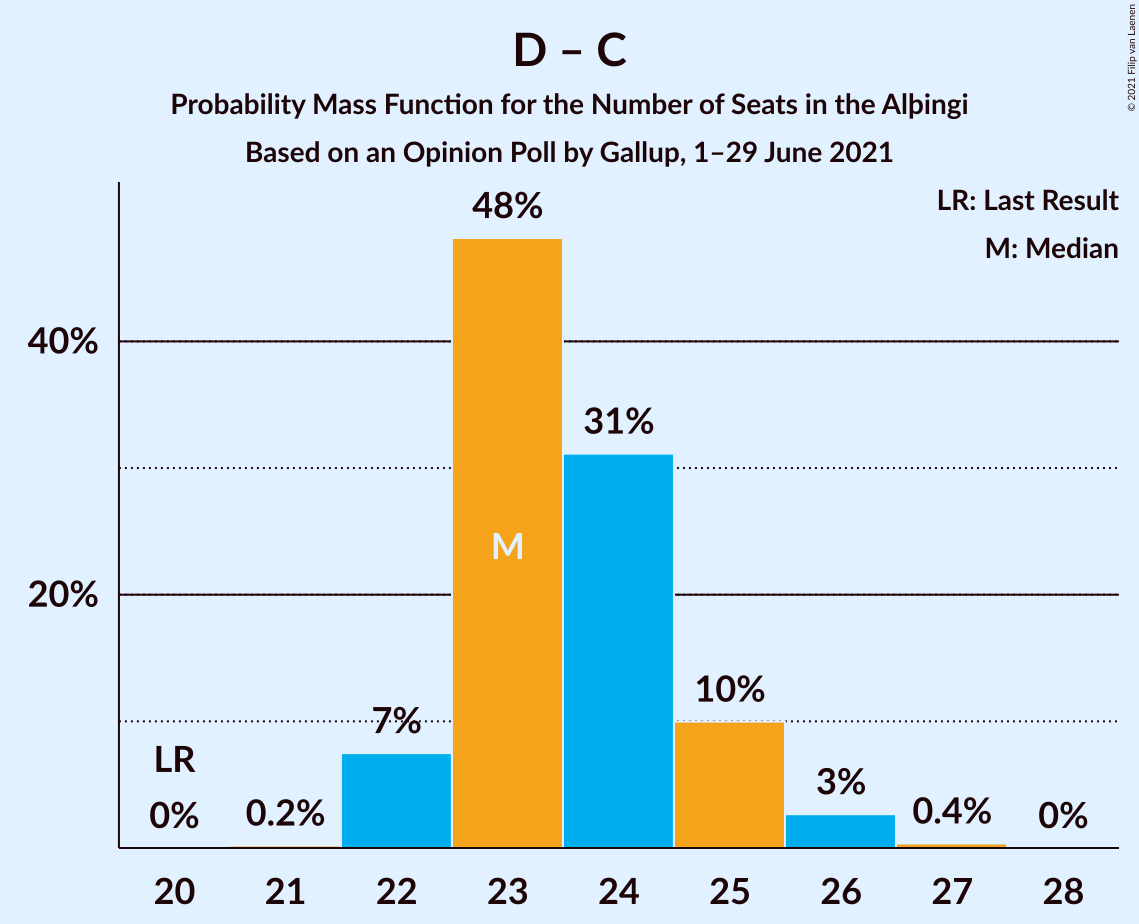 D – C
Probability Mass Function for the Number of Seats in the Alþingi
Based on an Opinion Poll by Gallup, 1–29 June 2021
© 2021 Filip van Laenen
LR: Last Result
M: Median
48%
40%
31%
M
20%
10%
7%
LR
3%
0%
0.2%
0.4%
0%
20 21 22 23 24 25 26 27 28